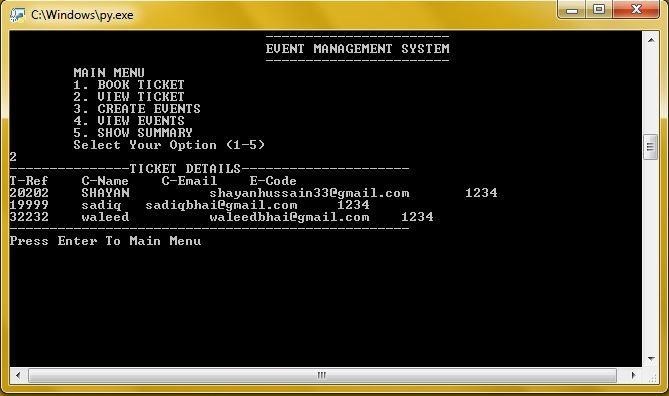 C:\Windows\py.exe
-----------------------
EVENT MANAGEMENT SYSTEM
-----------------------
MAIN MENU
1. BOOK TICKET
2. VIEW TICKET
3. CREATE EVENTS
4. VIEW EVENTS
5. SHOW SUMMARY
Select Your Option (1-5)
2
---------------TICKET DETAILS---------------------
T-Ref    C-Name    C-Email    E-Code
20202    SHAYAN          shayanhussain33@gmail.com       1234
19999    sadiq   sadiqbhai@gmail.com     1234
32232    waleed          waleedbhai@gmail.com    1234
--------------------------------------------------
Press Enter To Main Menu